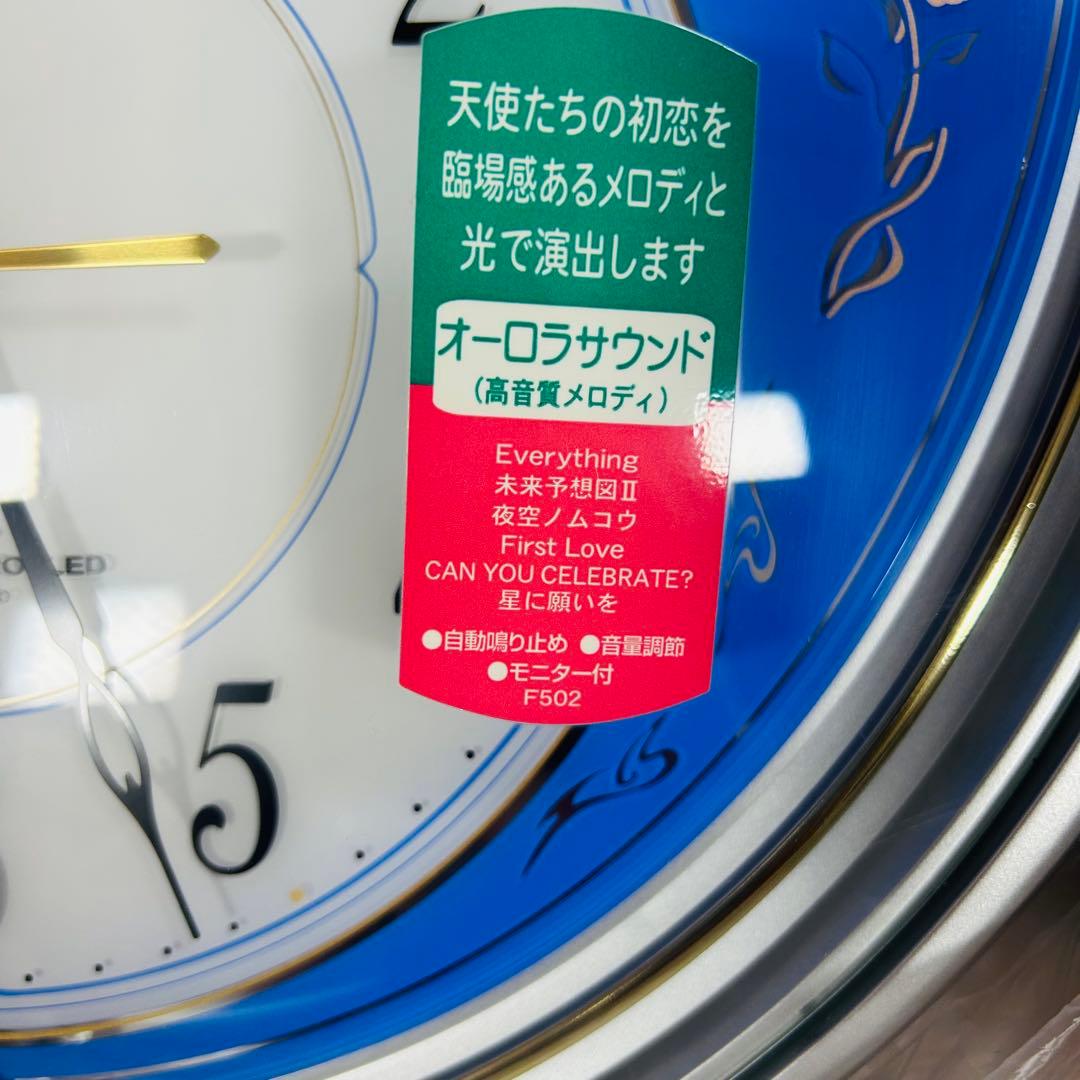 2
天使たちの初恋を
臨場感あるメロディと
光で演出します
オーロラサウンド
(高音質メロディ)
Everything
未来予想図Ⅱ
夜空ノムコウ
First Love
CAN YOU CELEBRATE?
星に願いを
●自動鳴り止め ●音量調節
●モニター付
F502
5